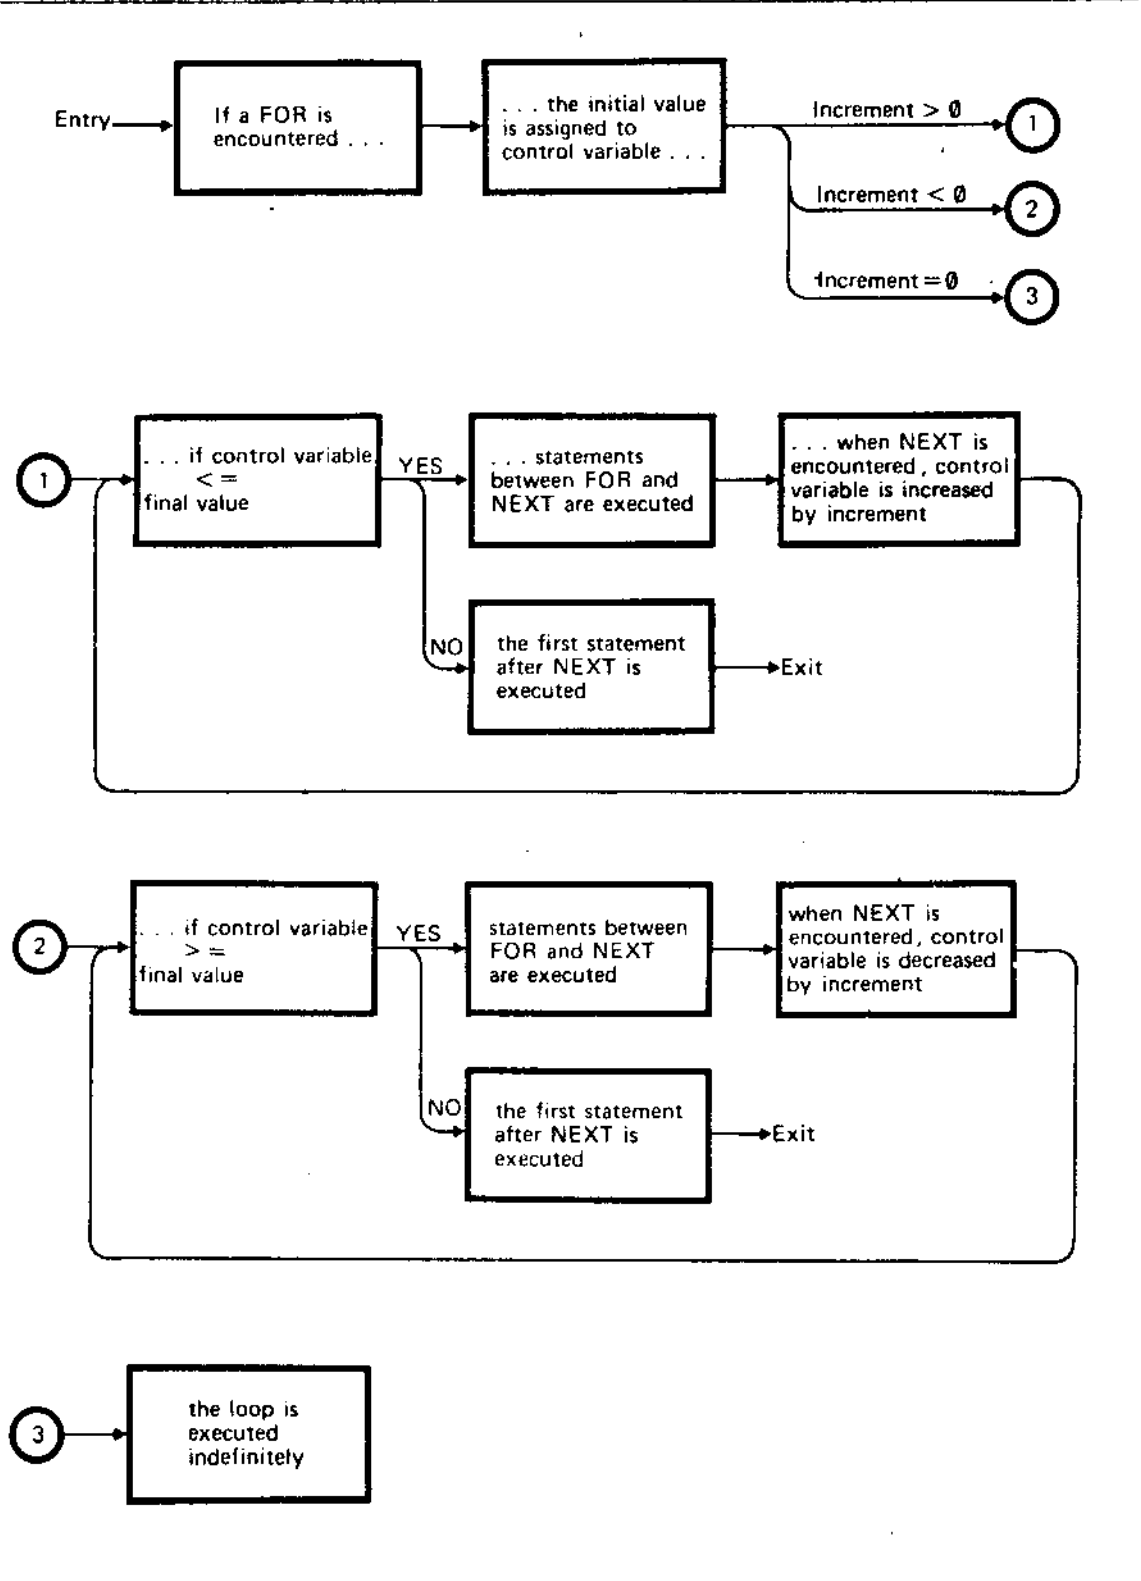 Entry
If a FOR is
encountered . . .
. . . the initial value
is assigned to
control variable . . .
Increment > 0
1
Increment < 0
2
Increment = 0
3
1
. . . if control variable
< =
final value
YES
. . . statements
between FOR and
NEXT are executed
. . . when NEXT is
encountered, control
variable is increased
by increment
NO
the first statement
after NEXT is
executed
Exit
2
. . . if control variable
> =
final value
YES
statements between
FOR and NEXT
are executed
when NEXT is
encountered, control
variable is decreased
by increment
NO
the first statement
after NEXT is
executed
Exit
3
the loop is
executed
indefinitely